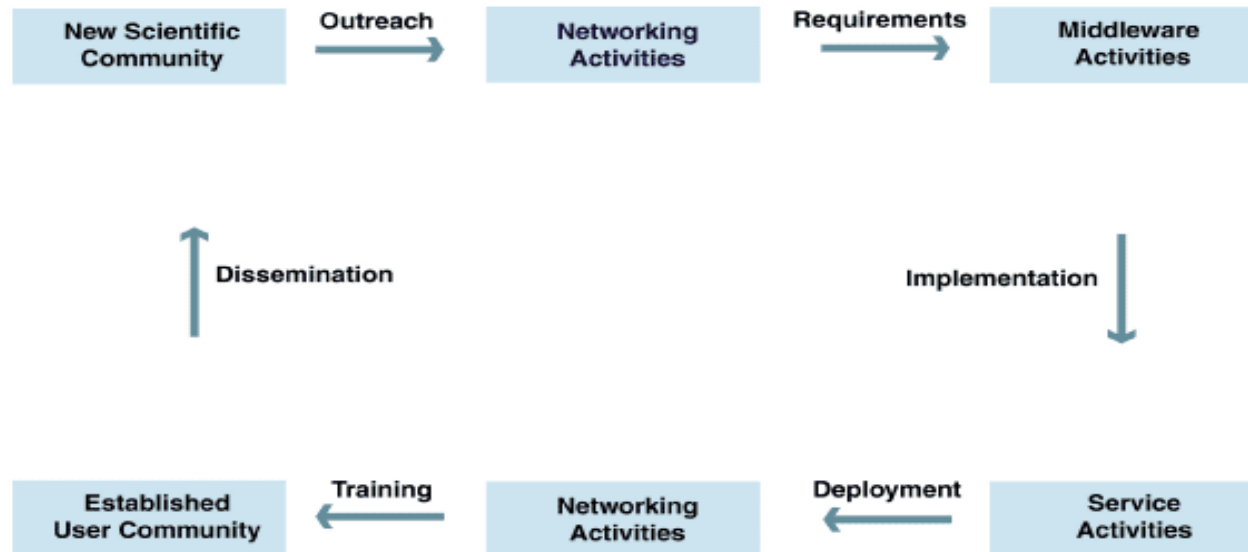 New Scientific
Community
Outreach
Networking
Activities
Requirements
Middleware
Activities
Dissemination
Implementation
Established
User Community
Training
Networking
Activities
Deployment
Service
Activities